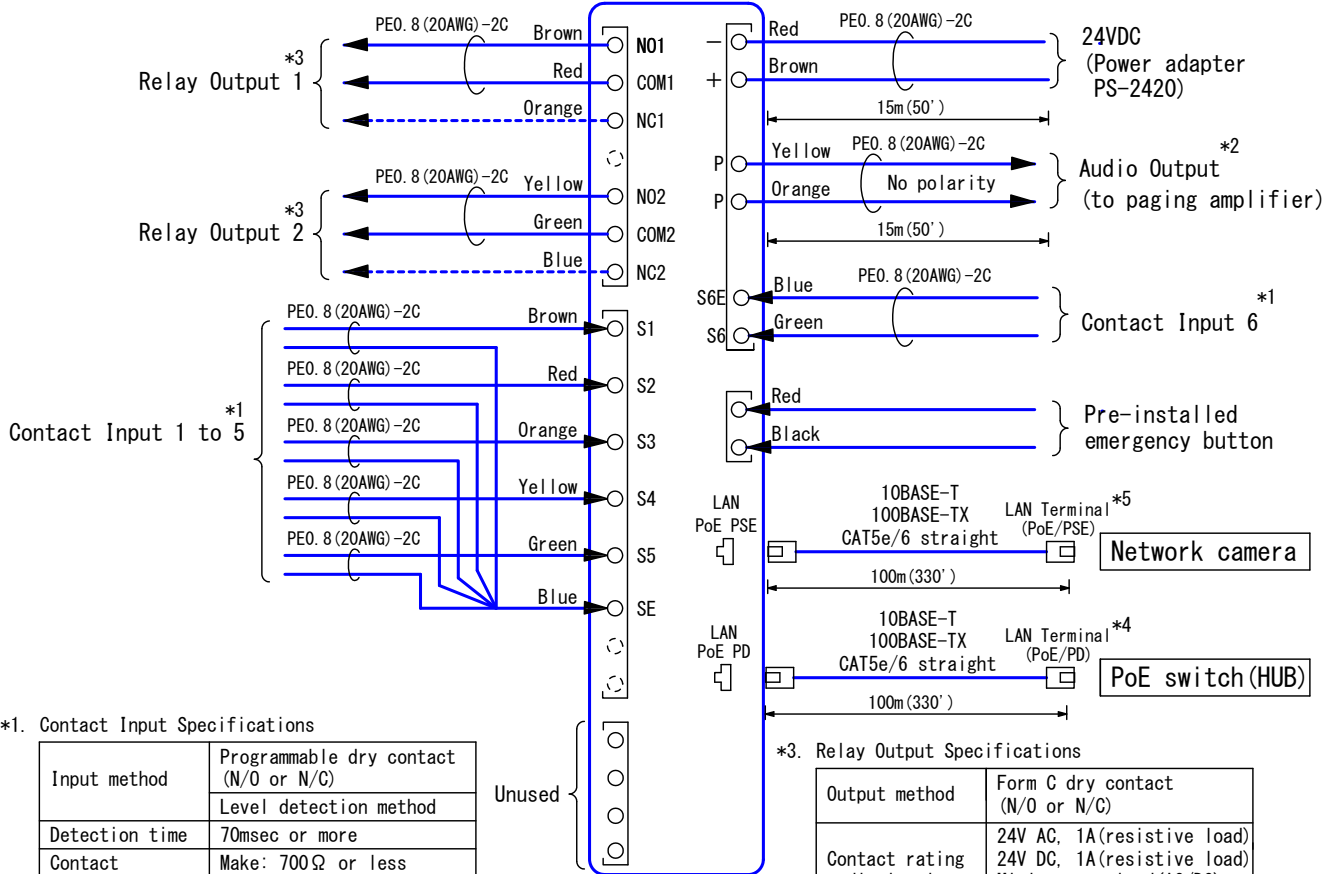 PE0.8(20AWG)-2C
Brown
NO1
*3
Relay Output 1
Red
COM1
Orange
NC1
PE0.8(20AWG)-2C
Yellow
NO2
*3
Relay Output 2
Green
COM2
Blue
NC2
PE0.8(20AWG)-2C
Brown
S1
PE0.8(20AWG)-2C
Red
S2
*1
Contact Input 1 to 5
PE0.8(20AWG)-2C
Orange
S3
PE0.8(20AWG)-2C
Yellow
S4
PE0.8(20AWG)-2C
Green
S5
Blue
SE
Unused
−
Red
PE0.8(20AWG)-2C
+
Brown
24VDC
(Power adapter
PS-2420)
15m(50')
P
Yellow
PE0.8(20AWG)-2C
P
Orange
No polarity
*2
Audio Output
(to paging amplifier)
15m(50')
S6E
Blue
PE0.8(20AWG)-2C
S6
Green
*1
Contact Input 6
Red
Black
Pre-installed
emergency button
LAN
PoE PSE
10BASE-T
100BASE-TX
CAT5e/6 straight
LAN Terminal *5
(PoE/PSE)
Network camera
100m(330')
LAN
PoE PD
10BASE-T
100BASE-TX
CAT5e/6 straight
LAN Terminal *4
(PoE/PD)
PoE switch(HUB)
100m(330')
*1. Contact Input Specifications
Input method
Programmable dry contact
(N/O or N/C)
Level detection method
Detection time
70msec or more
Contact
Make: 700Ω or less
*3. Relay Output Specifications
Output method
Form C dry contact
(N/O or N/C)
Contact rating
24V AC, 1A(resistive load)
24V DC, 1A(resistive load)